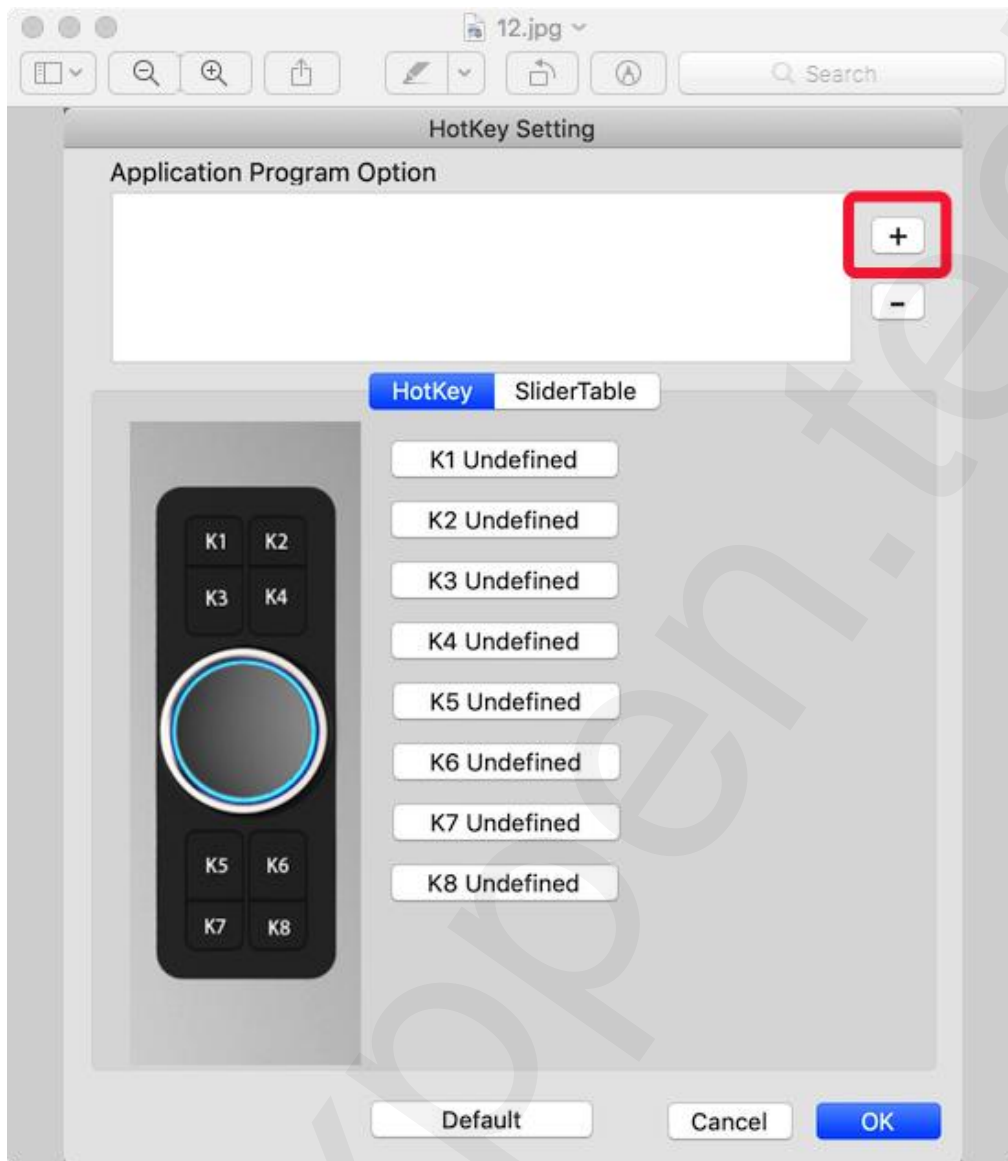 12.jpg
Search
HotKey Setting
Application Program Option
+
-
HotKey SliderTable
K1 Undefined
K2 Undefined
K3 Undefined
K4 Undefined
K5 Undefined
K6 Undefined
K7 Undefined
K8 Undefined
K1 K2
K3 K4
K5 K6
K7 K8
Default Cancel OK